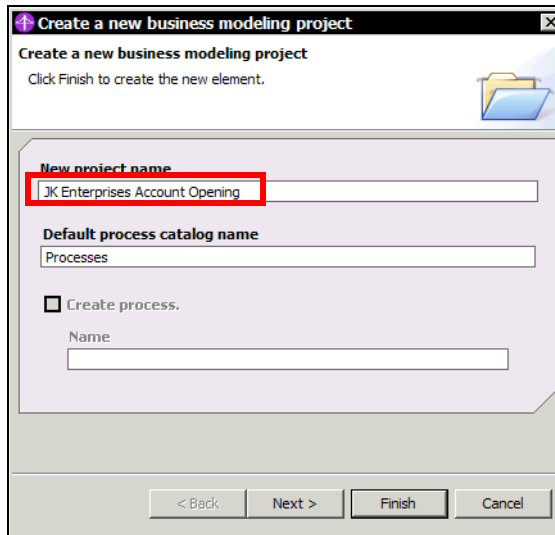 Create a new business modeling project
Create a new business modeling project
Click Finish to create the new element.
New project name
JK Enterprises Account Opening
Default process catalog name
Processes
Create process.
Name
< Back Next > Finish Cancel